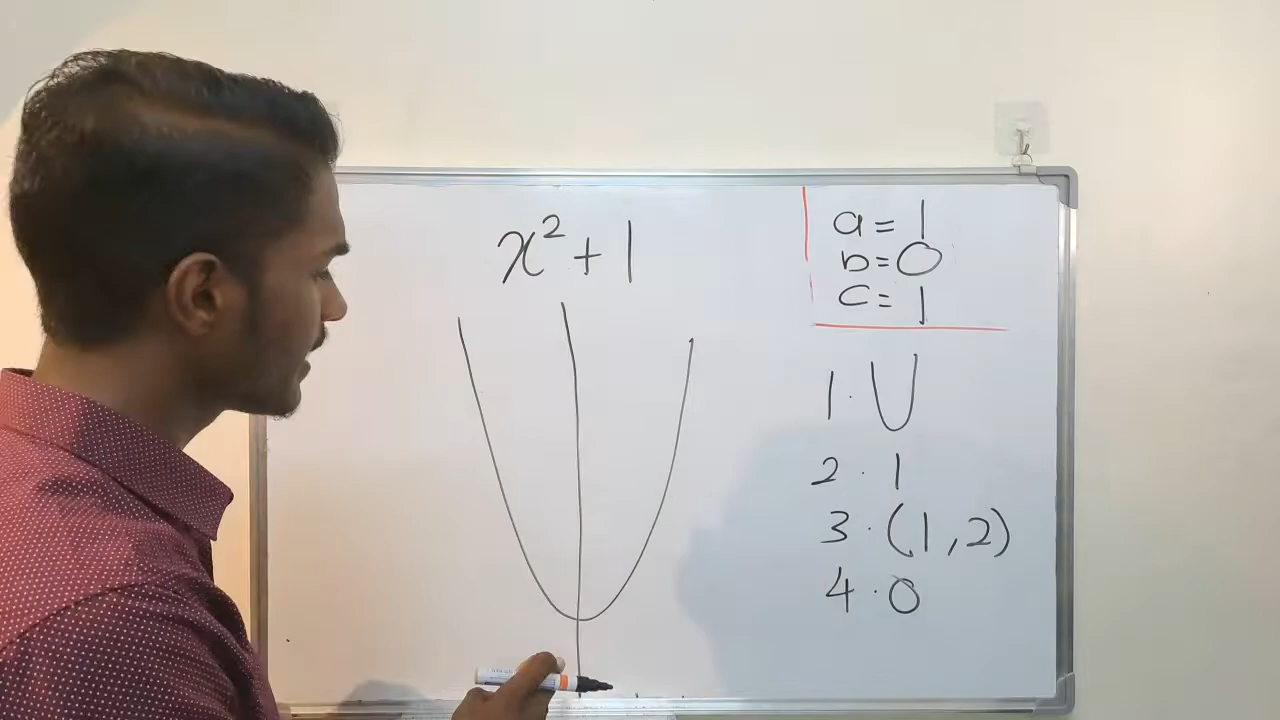 x² + 1
a = 1
b = 0
c = 1
1.
2. 1
3. (1, 2)
4. 0